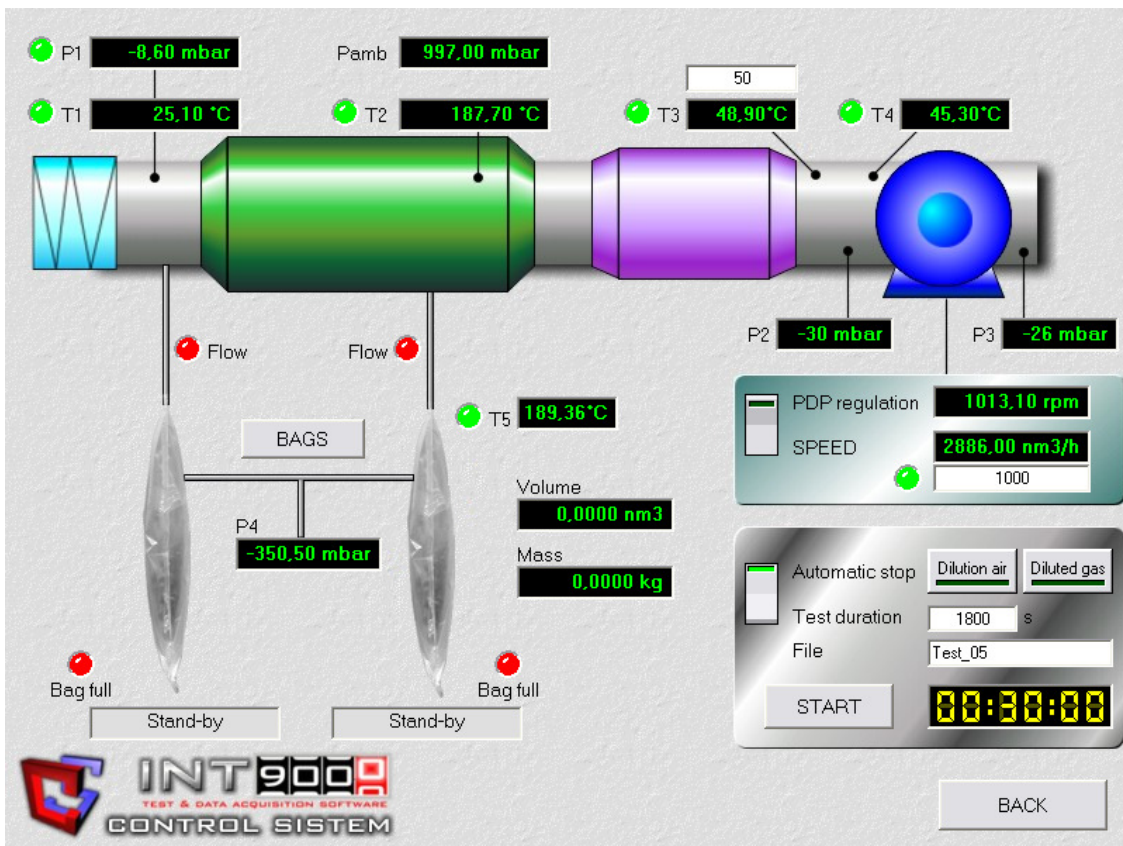 P1 -8,60 mbar
Pamb 997,00 mbar
50
T1 25,10 °C
T2 187,70 °C
T3 48,90°C
T4 45,30°C
P2 -30 mbar
P3 -26 mbar
Flow
Flow
T5 189,36°C
BAGS
PDP regulation 1013,10 rpm
SPEED 2886,00 nm3/h
1000
Volume
0,0000 nm3
P4
-350,50 mbar
Mass
0,0000 kg
Automatic stop Dilution air Diluted gas
Test duration 1800 s
File Test_05
Bag full
Bag full
START 00:30:00
Stand-by
Stand-by
INT 9000
TEST & DATA ACQUISITION SOFTWARE
CONTROL SISTEM
BACK